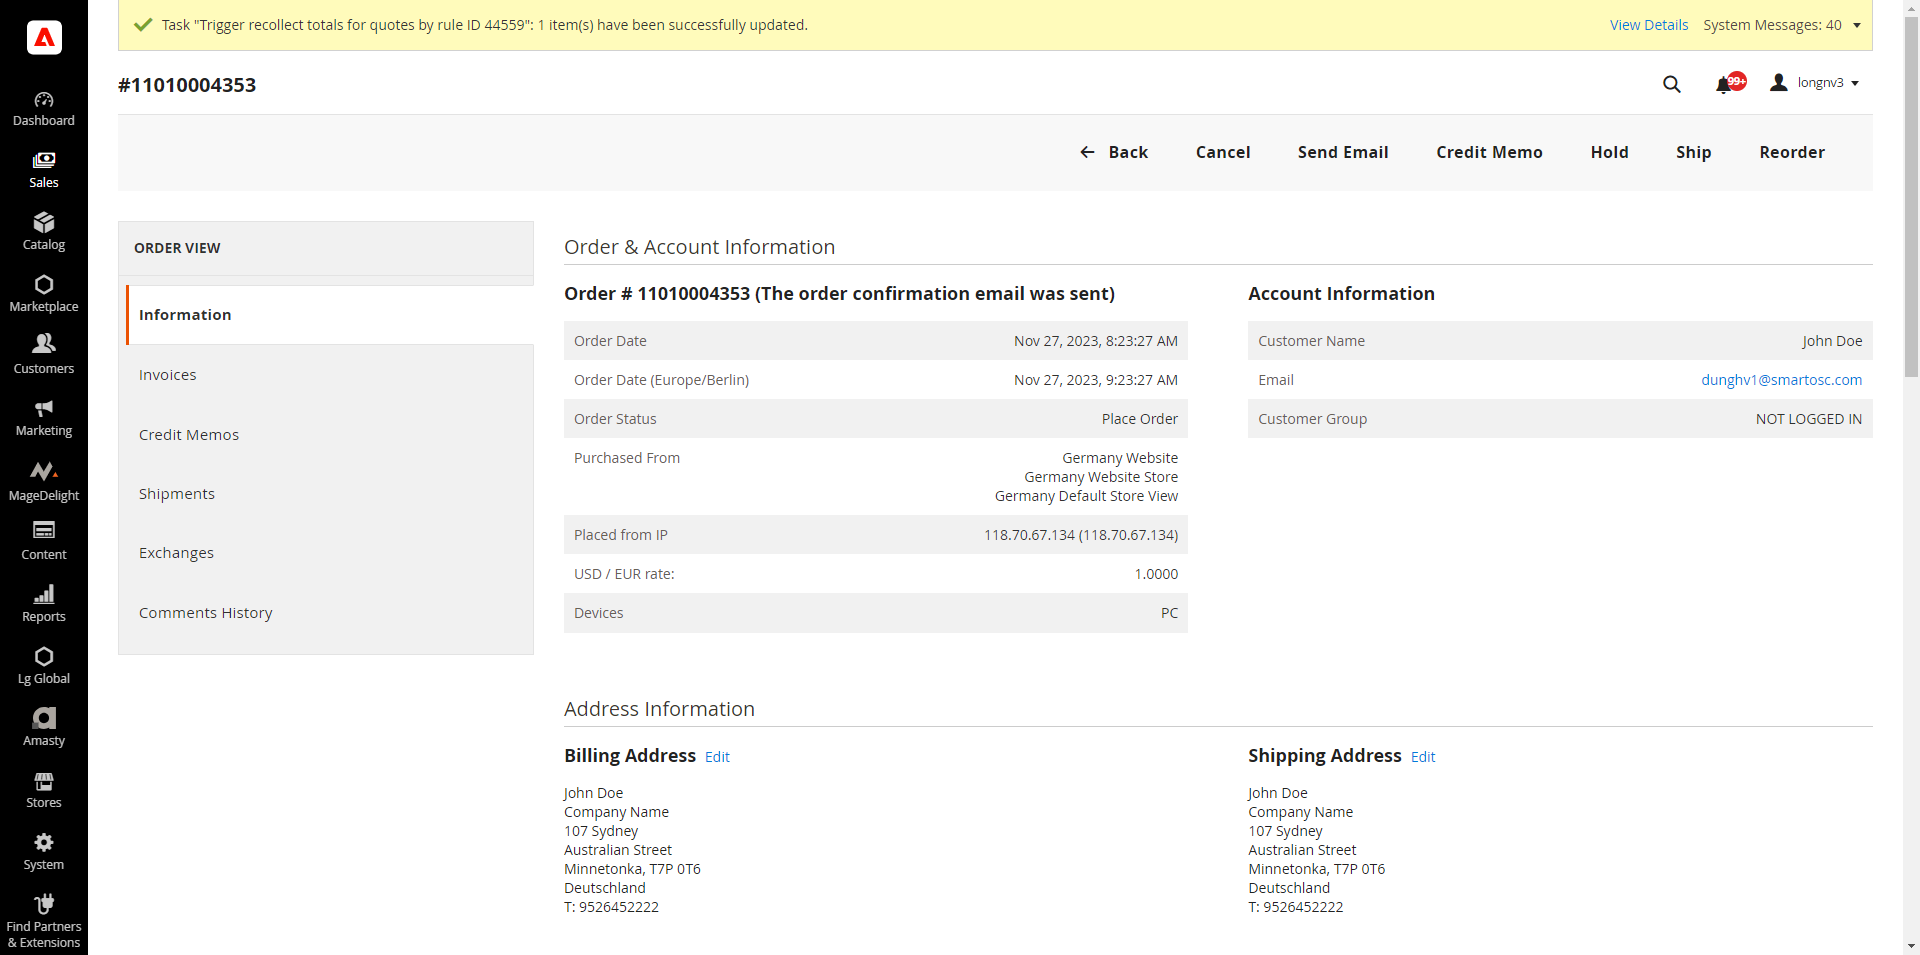 Task "Trigger recollect totals for quotes by rule ID 44559": 1 item(s) have been successfully updated.
View Details
System Messages: 40
#11010004353
99+
longnv3
Back
Cancel
Send Email
Credit Memo
Hold
Ship
Reorder
Dashboard
Sales
Catalog
Marketplace
Customers
Marketing
MageDelight
Content
Reports
Lg Global
Amasty
Stores
System
Find Partners
& Extensions
ORDER VIEW
Information
Invoices
Credit Memos
Shipments
Exchanges
Comments History
Order & Account Information
Order # 11010004353 (The order confirmation email was sent)
Order Date Nov 27, 2023, 8:23:27 AM
Order Date (Europe/Berlin) Nov 27, 2023, 9:23:27 AM
Order Status Place Order
Purchased From Germany Website
Germany Website Store
Germany Default Store View
Placed from IP 118.70.67.134 (118.70.67.134)
USD / EUR rate: 1.0000
Devices PC
Account Information
Customer Name John Doe
Email dunghv1@smartosc.com
Customer Group NOT LOGGED IN
Address Information
Billing Address Edit
John Doe
Company Name
107 Sydney
Australian Street
Minnetonka, T7P 0T6
Deutschland
T: 9526452222
Shipping Address Edit
John Doe
Company Name
107 Sydney
Australian Street
Minnetonka, T7P 0T6
Deutschland
T: 9526452222